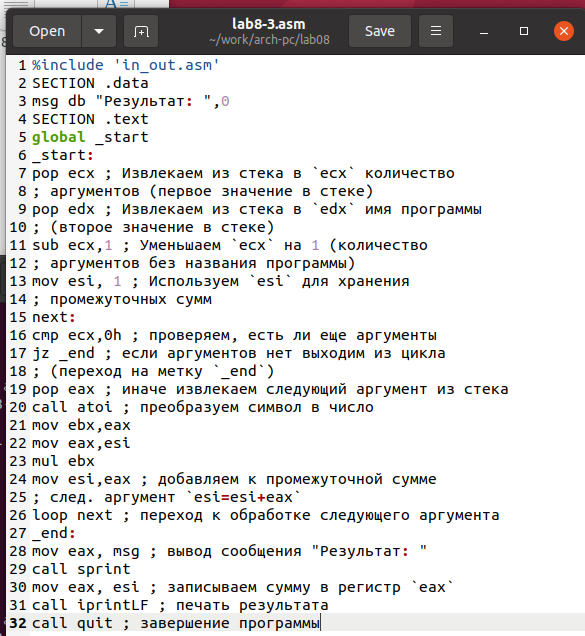 Open
lab8-3.asm
~/work/arch-pc/lab08
Save
1 %include 'in_out.asm'
2 SECTION .data
3 msg db "Результат: ",0
4 SECTION .text
5 global _start
6 _start:
7 pop ecx ; Извлекаем из стека в `ecx` количество
8 ; аргументов (первое значение в стеке)
9 pop edx ; Извлекаем из стека в `edx` имя программы
10 ; (второе значение в стеке)
11 sub ecx,1 ; Уменьшаем `ecx` на 1 (количество
12 ; аргументов без названия программы)
13 mov esi, 1 ; Используем `esi` для хранения
14 ; промежуточных сумм
15 next:
16 cmp ecx,0h ; проверяем, есть ли еще аргументы
17 jz _end ; если аргументов нет выходим из цикла
18 ; (переход на метку `_end`)
19 pop eax ; иначе извлекаем следующий аргумент из стека
20 call atoi ; преобразуем символ в число
21 mov ebx,eax
22 mov eax,esi
23 mul ebx
24 mov esi,eax ; добавляем к промежуточной сумме
25 ; след. аргумент `esi=esi+eax`
26 loop next ; переход к обработке следующего аргумента
27 _end:
28 mov eax, msg ; вывод сообщения "Результат: "
29 call sprint
30 mov eax, esi ; записываем сумму в регистр `eax`
31 call iprintLF ; печать результата
32 call quit ; завершение программы